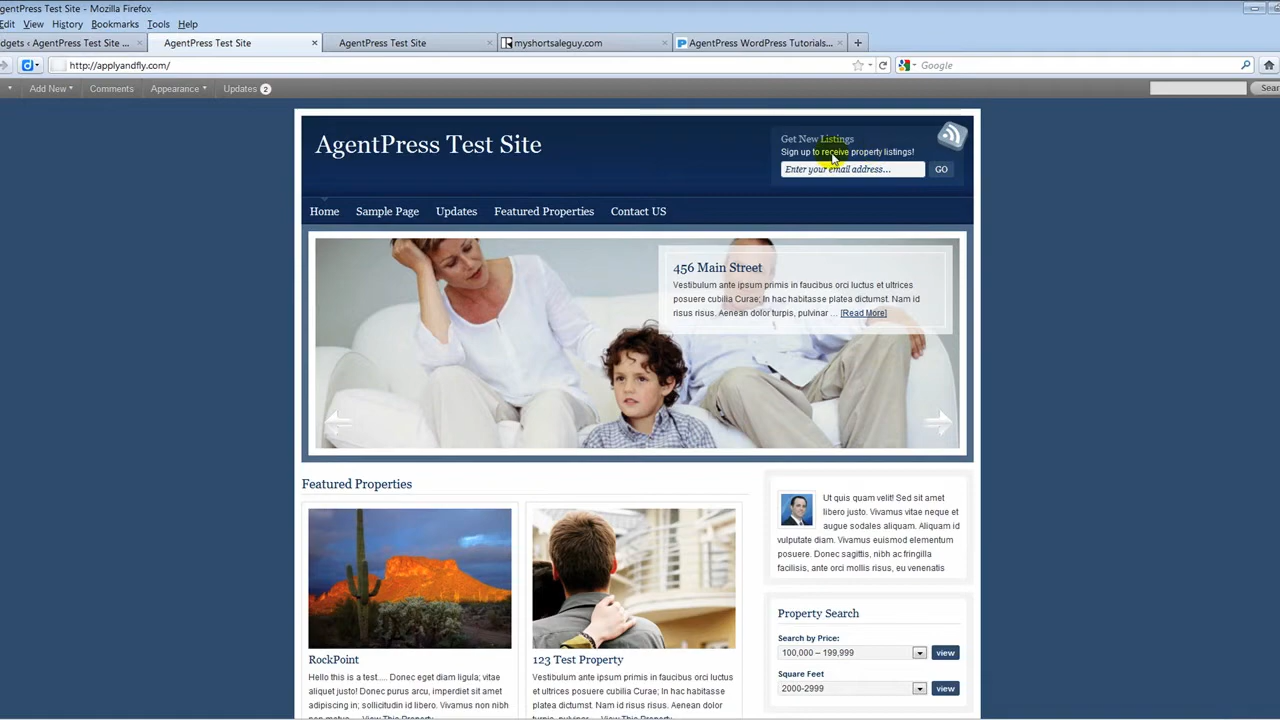 AgentPress Test Site - Mozilla Firefox
Edit View History Bookmarks Tools Help
dgets ‹ AgentPress Test Site ... × AgentPress Test Site × AgentPress Test Site × myshortsaleguy.com × AgentPress WordPress Tutorials... × +
http://applyandfly.com/ Google
Add New Comments Appearance Updates 2 Sear
AgentPress Test Site
Get New Listings
Sign up to receive property listings!
Enter your email address... GO
Home Sample Page Updates Featured Properties Contact US
456 Main Street
Vestibulum ante ipsum primis in faucibus orci luctus et ultrices
posuere cubilia Curae; In hac habitasse platea dictumst. Nam id
risus risus. Aenean dolor turpis, pulvinar ... [Read More]
Featured Properties
RockPoint
Hello this is a test.... Donec eget diam ligula; vitae
aliquet justo! Donec purus arcu, imperdiet sit amet
adipiscing in; sollicitudin id libero. Vivamus non nisi
View This Property
123 Test Property
Vestibulum ante ipsum primis in faucibus orci luctus
et ultrices posuere cubilia Curae; In hac habitasse
platea dictumst. Nam id risus risus. Aenean dolor
turpis, pulvinar ... View This Property
Ut quis quam velit! Sed sit amet
libero justo. Vivamus vitae neque et
augue sodales aliquam. Aliquam id
vulputate diam. Vivamus euismod elementum
posuere. Donec sagittis, nibh ac fringilla
facilisis, ante orci mollis risus, eu venenatis
Property Search
Search by Price:
100,000 – 199,999 view
Square Feet
2000-2999 view